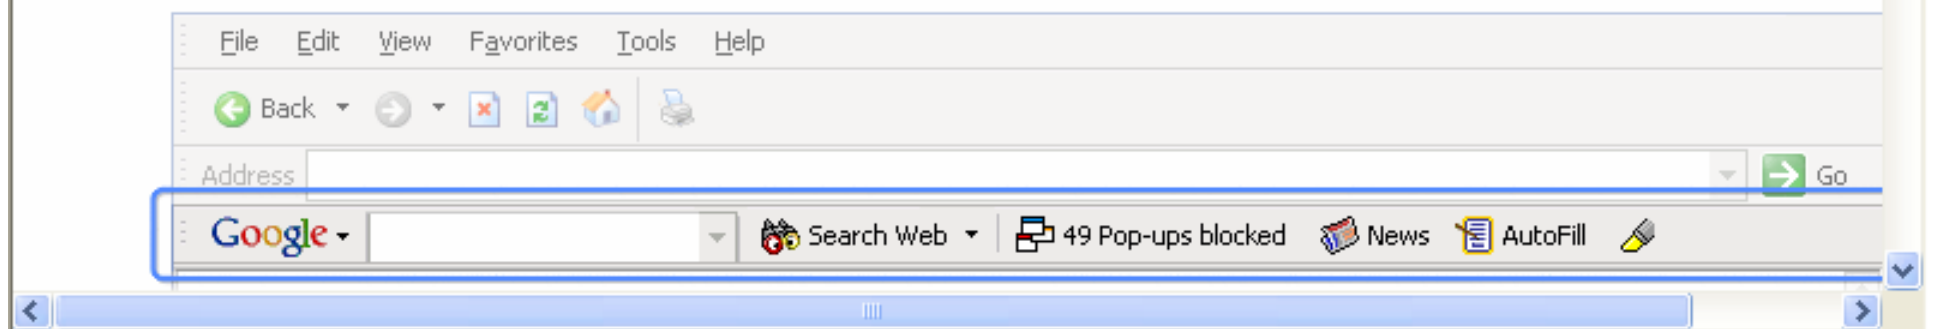 File Edit View Favorites Tools Help
Back
Address Go
Google Search Web 49 Pop-ups blocked News AutoFill